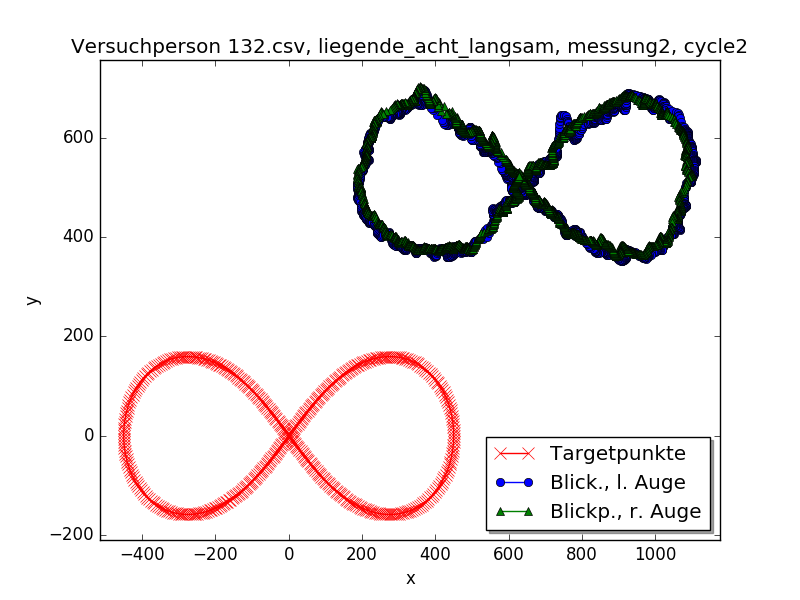 Versuchperson 132.csv, liegende_acht_langsam, messung2, cycle2
y
600
400
200
0
−200
−400
−200
0
200
400
600
800
1000
x
Targetpunkte
Blick., l. Auge
Blickp., r. Auge